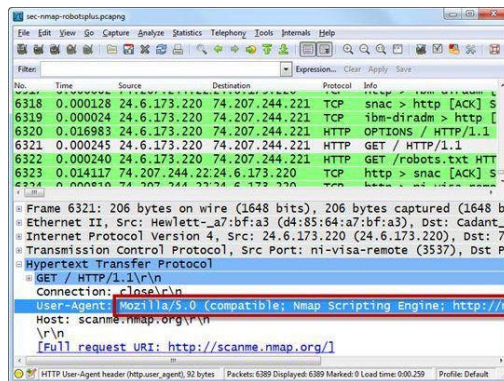 sec-nmap-robotsplus.pcapng
File Edit View Go Capture Analyze Statistics Telephony Tools Internals Help
Filter: Expression... Clear Apply Save
No. Time Source Destination Protocol Info
6318 0.000128 24.6.173.220 74.207.244.221 TCP snac > http [ACK] S
6319 0.000024 24.6.173.220 74.207.244.221 TCP ibm-diradm > http [
6320 0.016983 24.6.173.220 74.207.244.221 HTTP OPTIONS / HTTP/1.1
6321 0.000245 24.6.173.220 74.207.244.221 HTTP GET / HTTP/1.1
6322 0.000240 24.6.173.220 74.207.244.221 HTTP GET /robots.txt HTT
6323 0.014117 74.207.244.22 24.6.173.220 TCP http > snac [ACK] S
Frame 6321: 206 bytes on wire (1648 bits), 206 bytes captured (1648 b
Ethernet II, Src: Hewlett-_a7:bf:a3 (d4:85:64:a7:bf:a3), Dst: Cadant_
Internet Protocol Version 4, Src: 24.6.173.220 (24.6.173.220), Dst: 7
Transmission Control Protocol, Src Port: ni-visa-remote (3537), Dst P
Hypertext Transfer Protocol
GET / HTTP/1.1\r\n
Connection: close\r\n
User-Agent: Mozilla/5.0 (compatible; Nmap Scripting Engine; http://n
Host: scanme.nmap.org\r\n
\r\n
[Full request URI: http://scanme.nmap.org/]
HTTP User-Agent header (http.user_agent), 92 bytes Packets: 6389 Displayed: 6389 Marked: 0 Load time: 0:00.259 Profile: Default